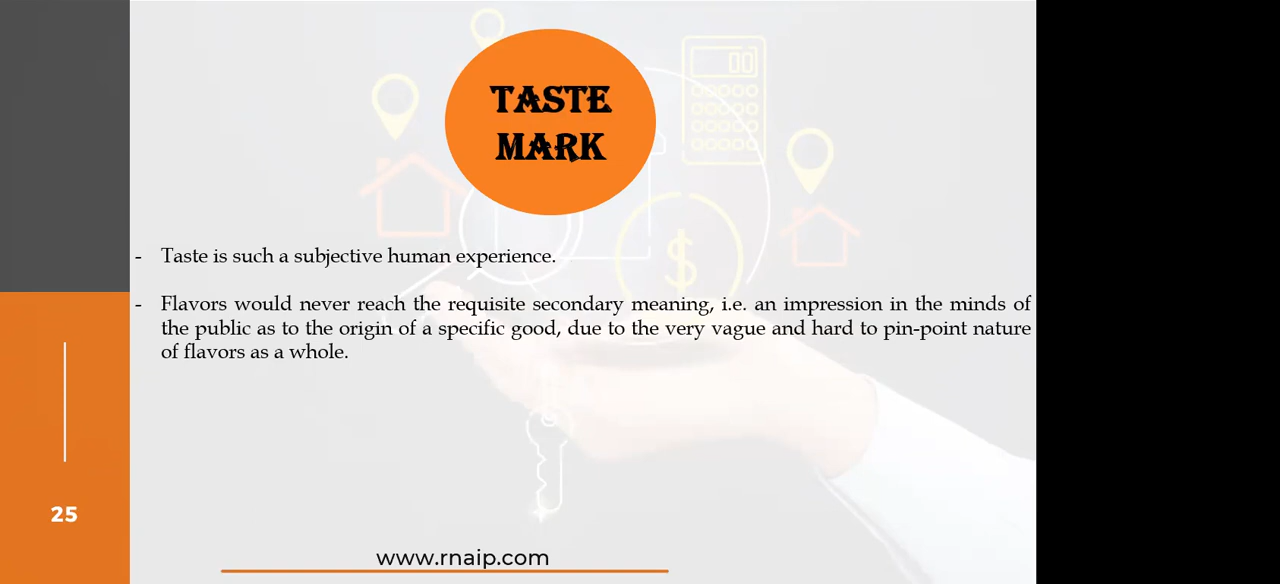 TASTE
MARK
- Taste is such a subjective human experience.
- Flavors would never reach the requisite secondary meaning, i.e. an impression in the minds of
the public as to the origin of a specific good, due to the very vague and hard to pin-point nature
of flavors as a whole.
25
www.rnaip.com